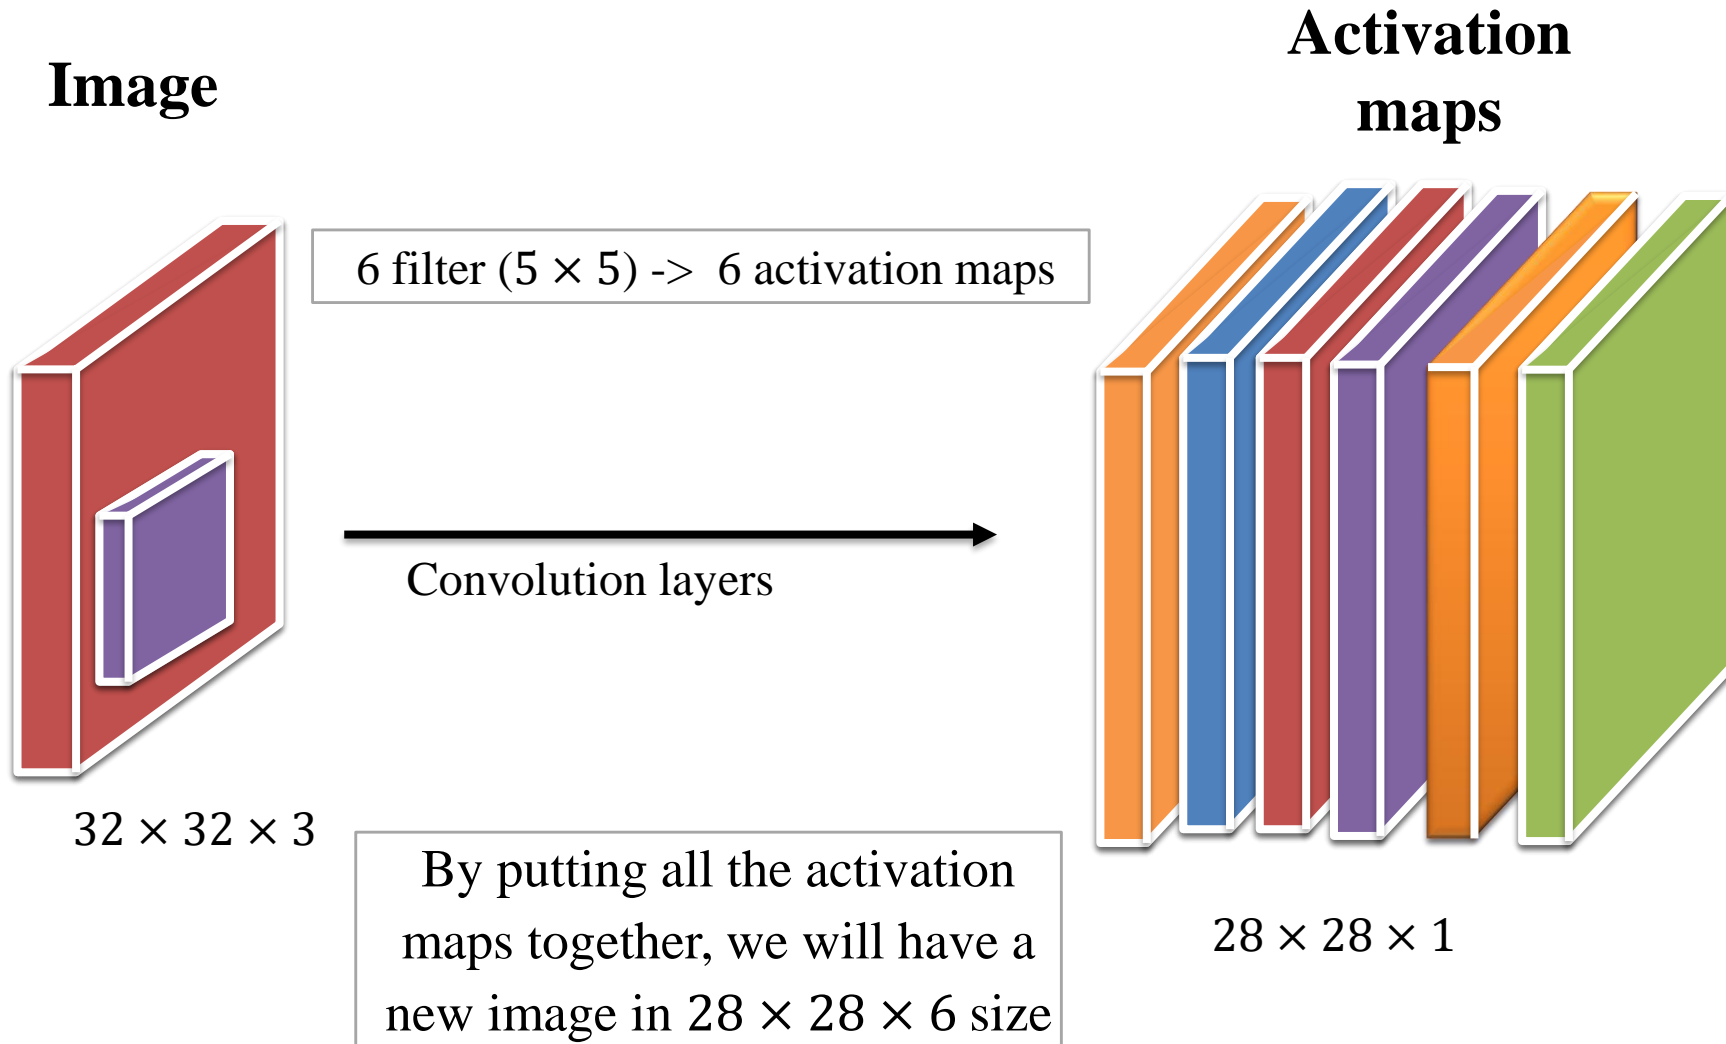 Image
Activation
maps
6 filter (5 × 5) -> 6 activation maps
Convolution layers
32 × 32 × 3
By putting all the activation
maps together, we will have a
new image in 28 × 28 × 6 size
28 × 28 × 1